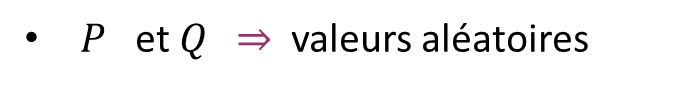 • P et Q ⇒ valeurs aléatoires